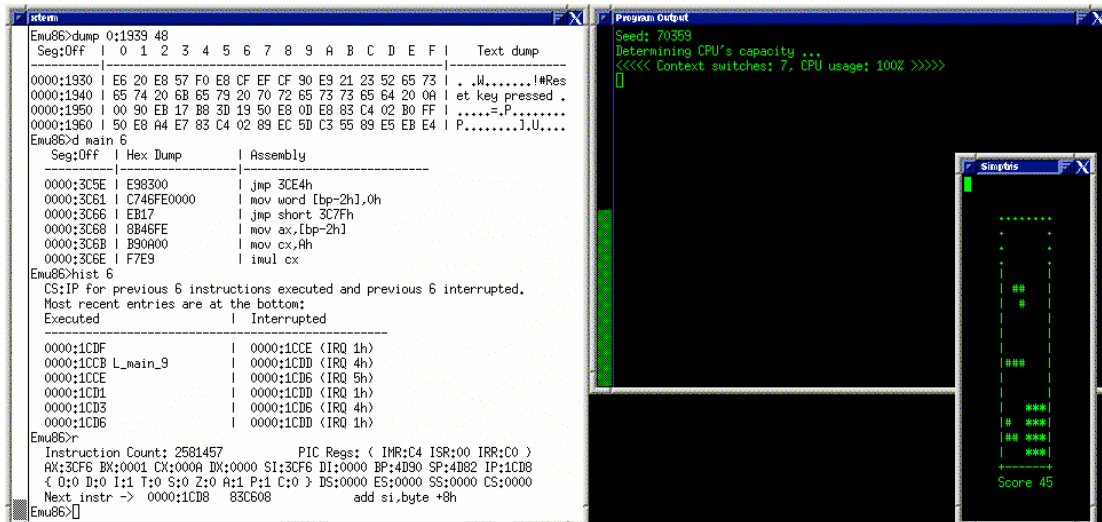 xterm
Emu86>dump 0:1939 48
Seg:Off | 0 1 2 3 4 5 6 7 8 9 A B C D E F | Text dump
---------|-------------------------------------------------|------------------
0000:1930 | E6 20 E8 57 F0 E8 CF EF CF 90 E9 21 23 52 65 73 | . .W.......!#Res
0000:1940 | 65 74 20 6B 65 79 20 70 72 65 73 73 65 64 20 0A | et key pressed .
0000:1950 | 00 90 EB 17 B8 3D 19 50 E8 0D E8 83 C4 02 B0 FF | .....=.P........
0000:1960 | 50 E8 A4 E7 83 C4 02 89 EC 5D C3 55 89 E5 EB E4 | P........].U....
Emu86>d main 6
Seg:Off | Hex Dump | Assembly
----------|-----------------|--------------------------
0000:3C5E | E98300 | jmp 3CE4h
0000:3C61 | C746FE0000 | mov word [bp-2h],0h
0000:3C66 | EB17 | jmp short 3C7Fh
0000:3C68 | 8B46FE | mov ax,[bp-2h]
0000:3C6B | B90A00 | mov cx,Ah
0000:3C6E | F7E9 | imul cx
Emu86>hist 6
CS:IP for previous 6 instructions executed and previous 6 interrupted.
Most recent entries are at the bottom:
Executed | Interrupted
------------------------------------------------
0000:1CDF | 0000:1CCE (IRQ 1h)
0000:1CCB L_main_9 | 0000:1CDD (IRQ 4h)
0000:1CCE | 0000:1CD6 (IRQ 5h)
0000:1CD1 | 0000:1CDD (IRQ 1h)
0000:1CD3 | 0000:1CD6 (IRQ 4h)
0000:1CD6 | 0000:1CDD (IRQ 1h)
Emu86>r
Instruction Count: 2581457 PIC Regs: ( IMR:C4 ISR:00 IRR:C0 )
AX:3CF6 BX:0001 CX:000A DX:0000 SI:3CF6 DI:0000 BP:4D90 SP:4D82 IP:1CD8
{ O:0 D:0 I:1 T:0 S:0 Z:0 A:1 P:1 C:0 } DS:0000 ES:0000 SS:0000 CS:0000
Next instr -> 0000:1CD8 83C608 add si,byte +8h
Emu86>
Program Output
Seed: 70359
Determining CPU's capacity ...
<<<<< Context switches: 7, CPU usage: 100% >>>>>
Simptris
++++++++
+ +
+ +
+ +
| |
| ## |
| # |
| |
| |
|### |
| |
| |
| ***|
|# ***|
|## ***|
| ***|
+------+
Score 45